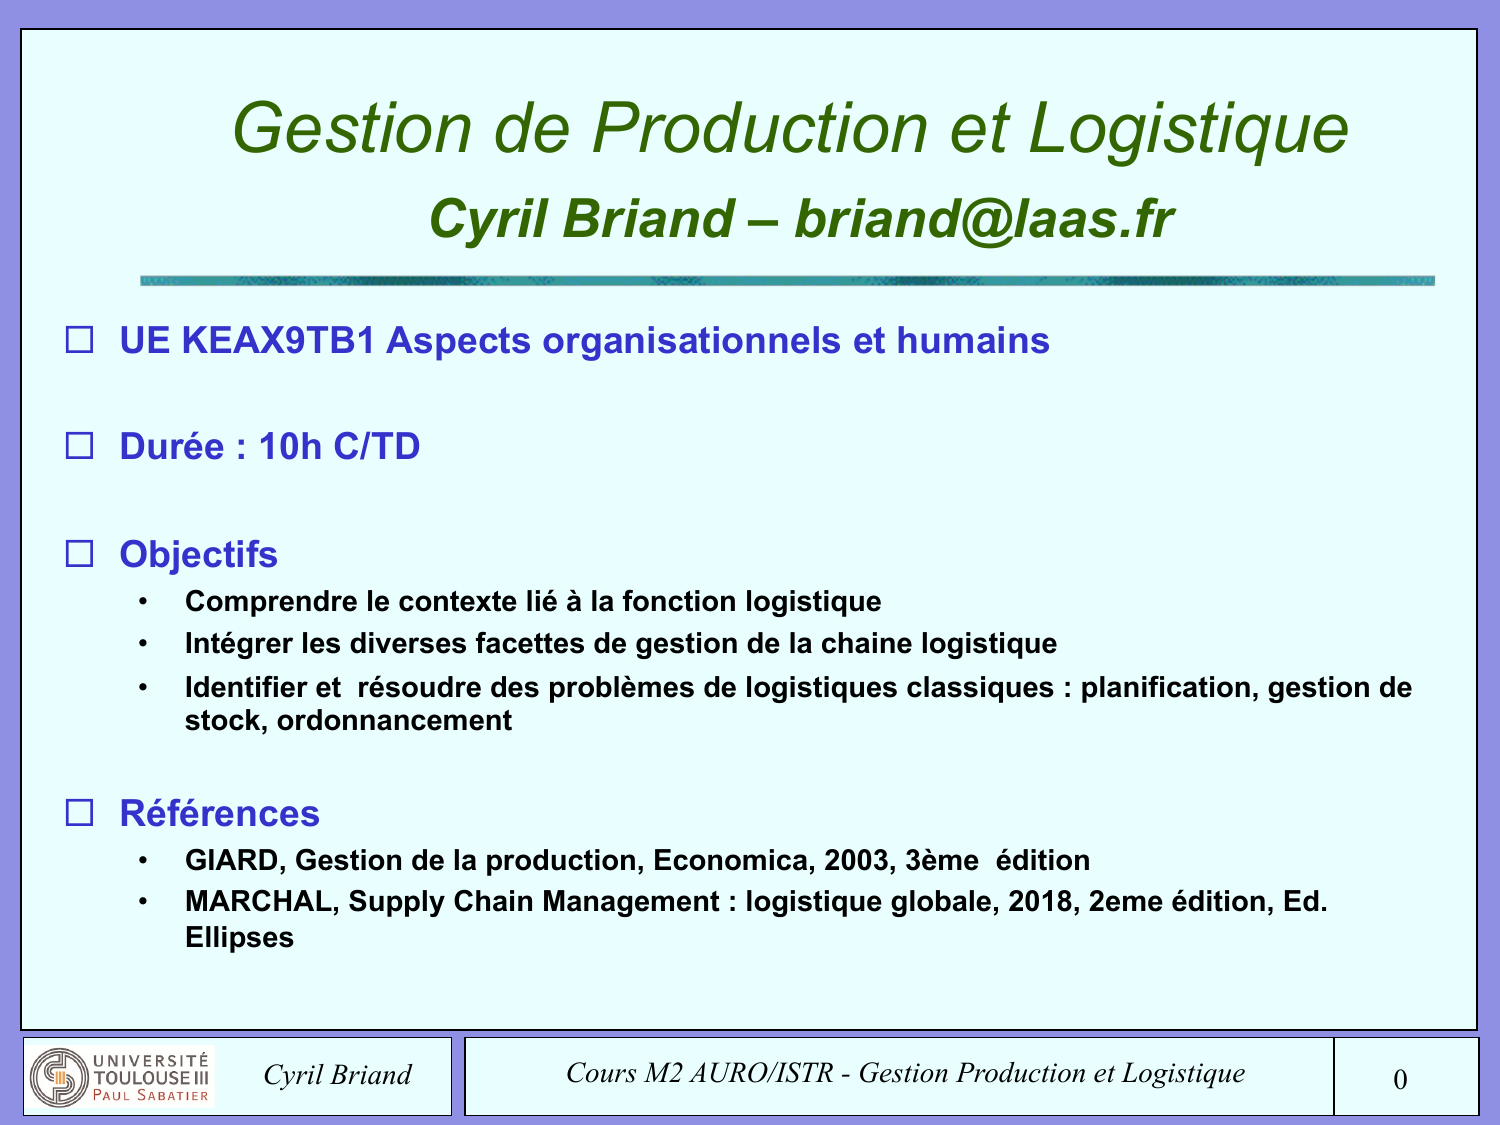 Gestion de Production et Logistique
Cyril Briand – briand@laas.fr
UE KEAX9TB1 Aspects organisationnels et humains
Durée : 10h C/TD
Objectifs
• Comprendre le contexte lié à la fonction logistique
• Intégrer les diverses facettes de gestion de la chaine logistique
• Identifier et  résoudre des problèmes de logistiques classiques : planification, gestion de
stock, ordonnancement
Références
• GIARD, Gestion de la production, Economica, 2003, 3ème  édition
• MARCHAL, Supply Chain Management : logistique globale, 2018, 2eme édition, Ed.
Ellipses
UNIVERSITÉ
TOULOUSE III
PAUL SABATIER
Cyril Briand
Cours M2 AURO/ISTR - Gestion Production et Logistique
0